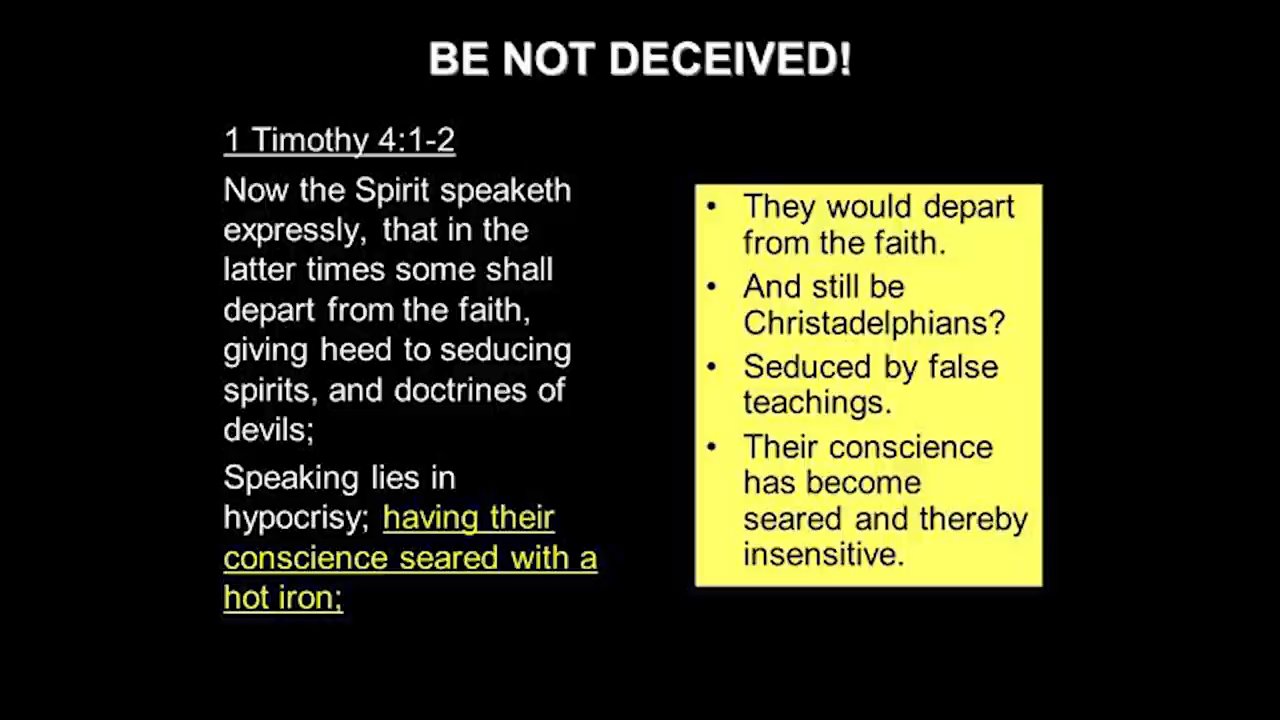 BE NOT DECEIVED!
1 Timothy 4:1-2
Now the Spirit speaketh
expressly, that in the
latter times some shall
depart from the faith,
giving heed to seducing
spirits, and doctrines of
devils;
Speaking lies in
hypocrisy; having their
conscience seared with a
hot iron;
• They would depart
from the faith.
• And still be
Christadelphians?
• Seduced by false
teachings.
• Their conscience
has become
seared and thereby
insensitive.